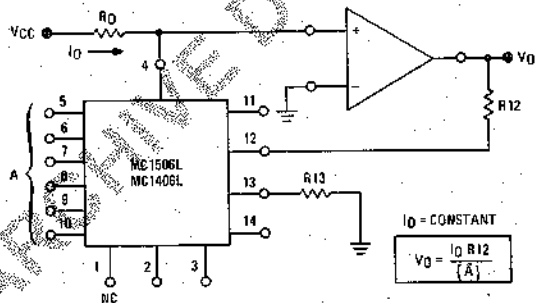 VCC
RO
IO
4
+
−
VO
R12
A
5
6
7
8
9
10
MC1506L
MC1406L
11
12
13
14
R13
1
2
3
NC
IO = CONSTANT
VO = IO R12
{A}
ARCHIVED